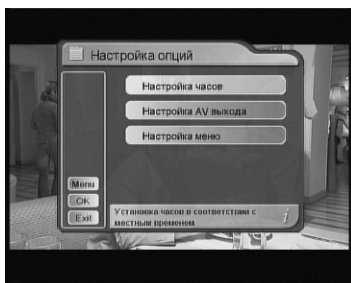 Настройка опций
Настройка часов
Настройка AV выхода
Настройка меню
Menu
OK
Exit
Установка часов в соответствии с
местным временем
i